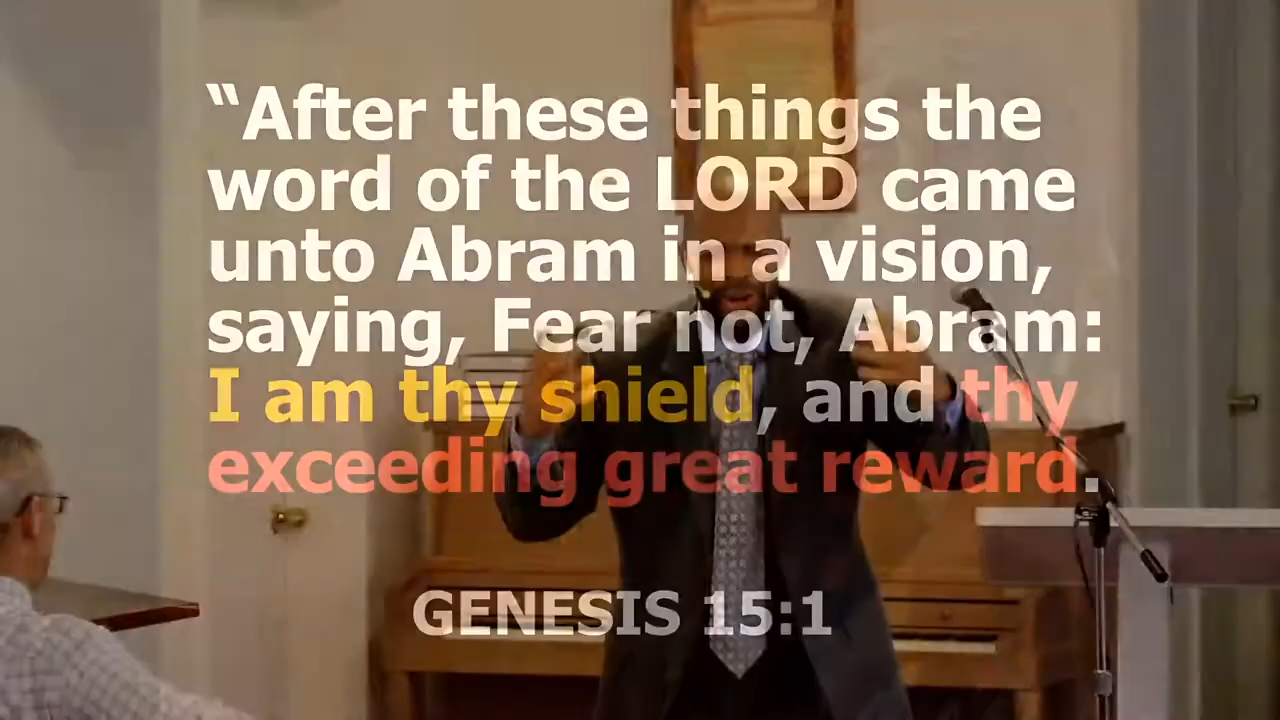 “After these things the
word of the LORD came
unto Abram in a vision,
saying, Fear not, Abram:
I am thy shield, and thy
exceeding great reward.
GENESIS 15:1